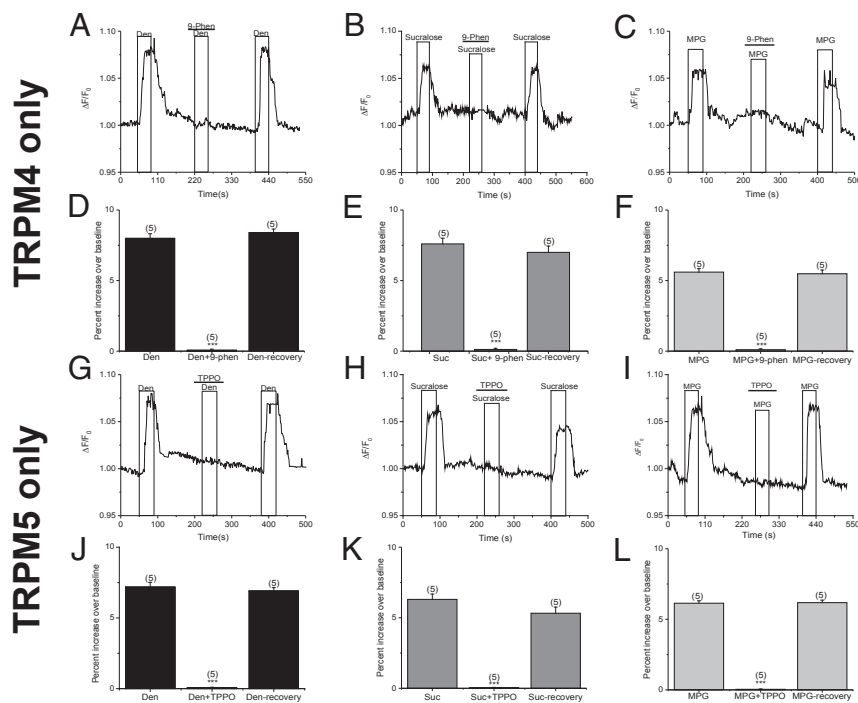 TRPM4 only
A
9-Phen
Den Den Den
1.10
1.05
1.00
0.95
ΔF/F0
0 110 220 330 440 550
Time(s)
B
9-Phen
Sucralose Sucralose Sucralose
1.10
1.05
1.00
0.95
ΔF/F0
0 100 200 300 400 500 600
Time (s)
C
9-Phen
MPG MPG MPG
1.10
1.05
1.00
0.95
ΔF/F0
0 100 200 300 400 500
Time (s)
D
Percent increase over baseline
10
5
0
(5) (5) (5)
***
Den Den+9-phen Den-recovery
E
Percent increase over baseline
10
5
0
(5) (5) (5)
***
Suc Suc+ 9-phen Suc-recovery
F
Percent increase over baseline
10
5
0
(5) (5) (5)
***
MPG MPG+9-phen MPG-recovery
TRPM5 only
G
TPPO
Den Den Den
1.10
1.05
1.00
0.95
ΔF/F0
0 100 200 300 400 500
Time(s)
H
TPPO
Sucralose Sucralose Sucralose
1.10
1.05
1.00
0.95
ΔF/F0
0 100 200 300 400 500
Time (s)
I
TPPO
MPG MPG MPG
1.10
1.05
1.00
0.95
ΔF/F0
0 110 220 330 440 550
Time (s)
J
Percent increase over baseline
10
5
0
(5) (5) (5)
***
Den Den+TPPO Den-recovery
K
Percent increase over baseline
10
5
0
(5) (5) (5)
***
Suc Suc+TPPO Suc-recovery
L
Percent increase over baseline
10
5
0
(5) (5) (5)
***
MPG MPG+TPPO MPG-recovery